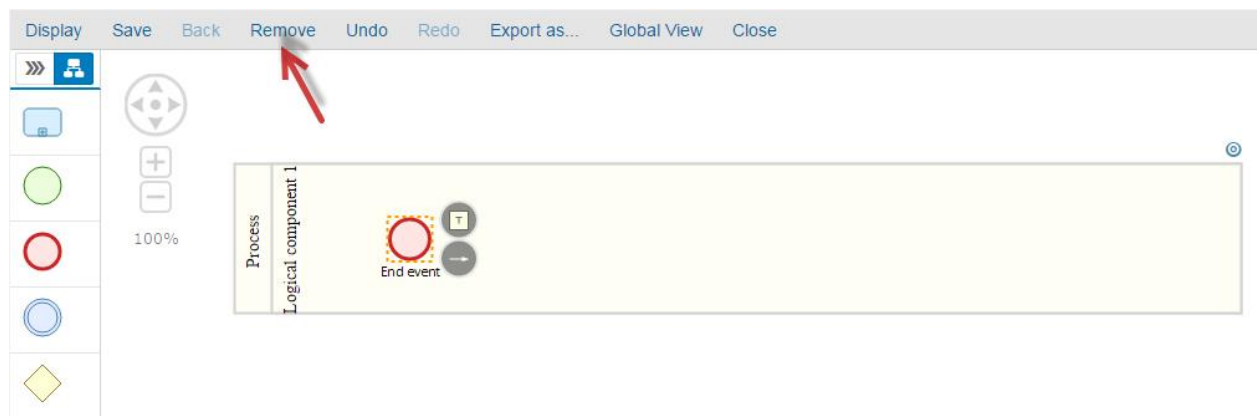 Display Save Back Remove Undo Redo Export as... Global View Close
100%
Process
Logical component 1
T
End event